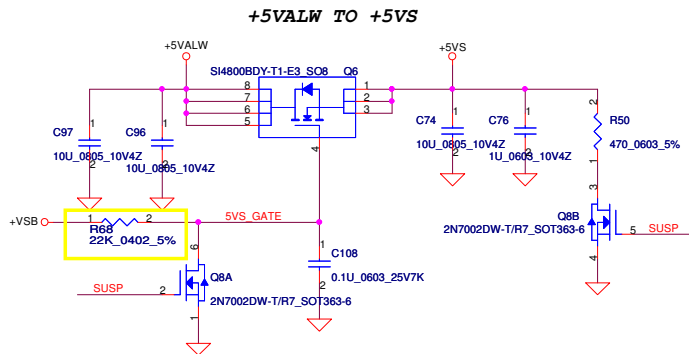 +5VALW TO +5VS
+5VALW
+5VS
SI4800BDY-T1-E3_SO8
Q6
8
7
6
5
1
2
3
4
C97
1
2
10U_0805_10V4Z
C96
1
2
10U_0805_10V4Z
C74
1
2
10U_0805_10V4Z
C76
1
2
1U_0603_10V4Z
2
R50
470_0603_5%
1
+VSB
1
2
R68
22K_0402_5%
5VS_GATE
C108
1
2
0.1U_0603_25V7K
SUSP
2
6
1
Q8A
2N7002DW-T/R7_SOT363-6
3
Q8B
2N7002DW-T/R7_SOT363-6
5
SUSP
4